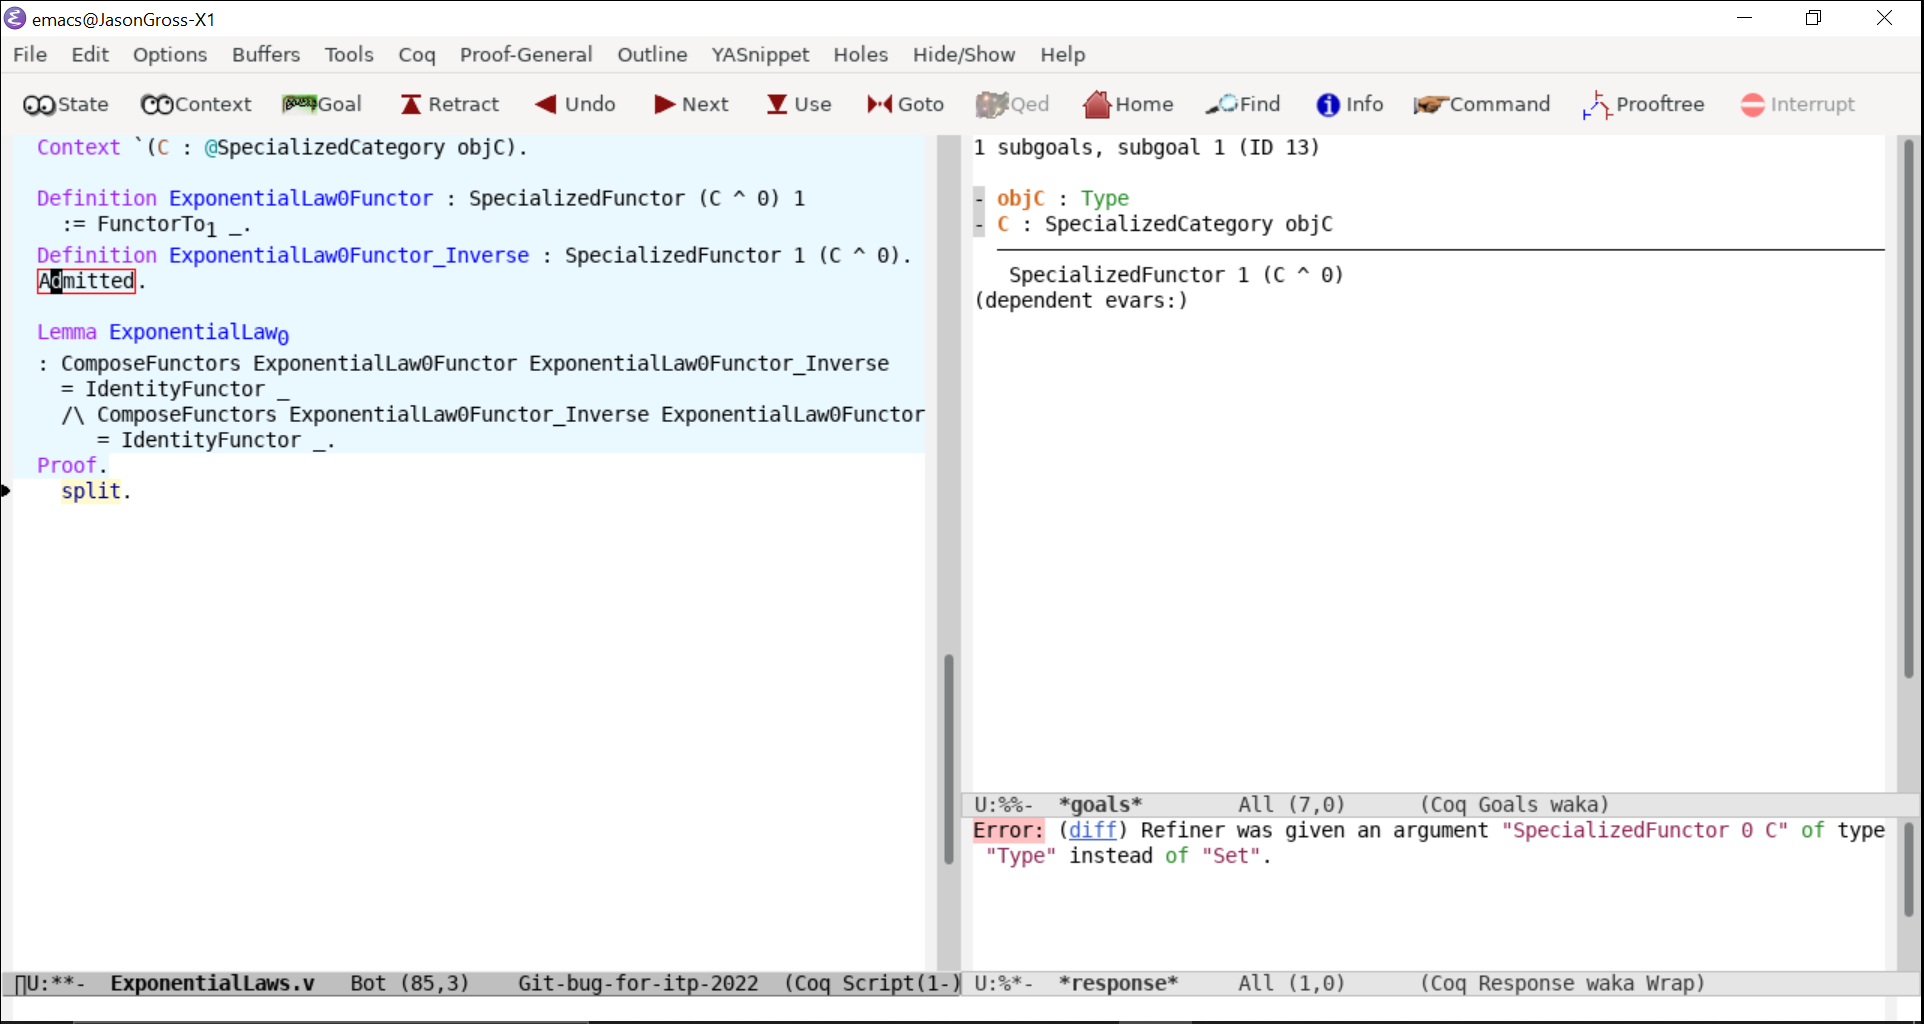 emacs@JasonGross-X1
File Edit Options Buffers Tools Coq Proof-General Outline YASnippet Holes Hide/Show Help
State Context Goal Retract Undo Next Use Goto Qed Home Find Info Command Prooftree Interrupt
Context `(C : @SpecializedCategory objC).
Definition ExponentialLaw0Functor : SpecializedFunctor (C ^ 0) 1
:= FunctorTo1 _.
Definition ExponentialLaw0Functor_Inverse : SpecializedFunctor 1 (C ^ 0).
Admitted.
Lemma ExponentialLaw0
: ComposeFunctors ExponentialLaw0Functor ExponentialLaw0Functor_Inverse
= IdentityFunctor _
/\ ComposeFunctors ExponentialLaw0Functor_Inverse ExponentialLaw0Functor
= IdentityFunctor _.
Proof.
split.
U:**- ExponentialLaws.v Bot (85,3) Git-bug-for-itp-2022 (Coq Script(1-)
1 subgoals, subgoal 1 (ID 13)
- objC : Type
- C : SpecializedCategory objC
SpecializedFunctor 1 (C ^ 0)
(dependent evars:)
U:%%- *goals* All (7,0) (Coq Goals waka)
Error: (diff) Refiner was given an argument "SpecializedFunctor 0 C" of type
"Type" instead of "Set".
U:%*- *response* All (1,0) (Coq Response waka Wrap)